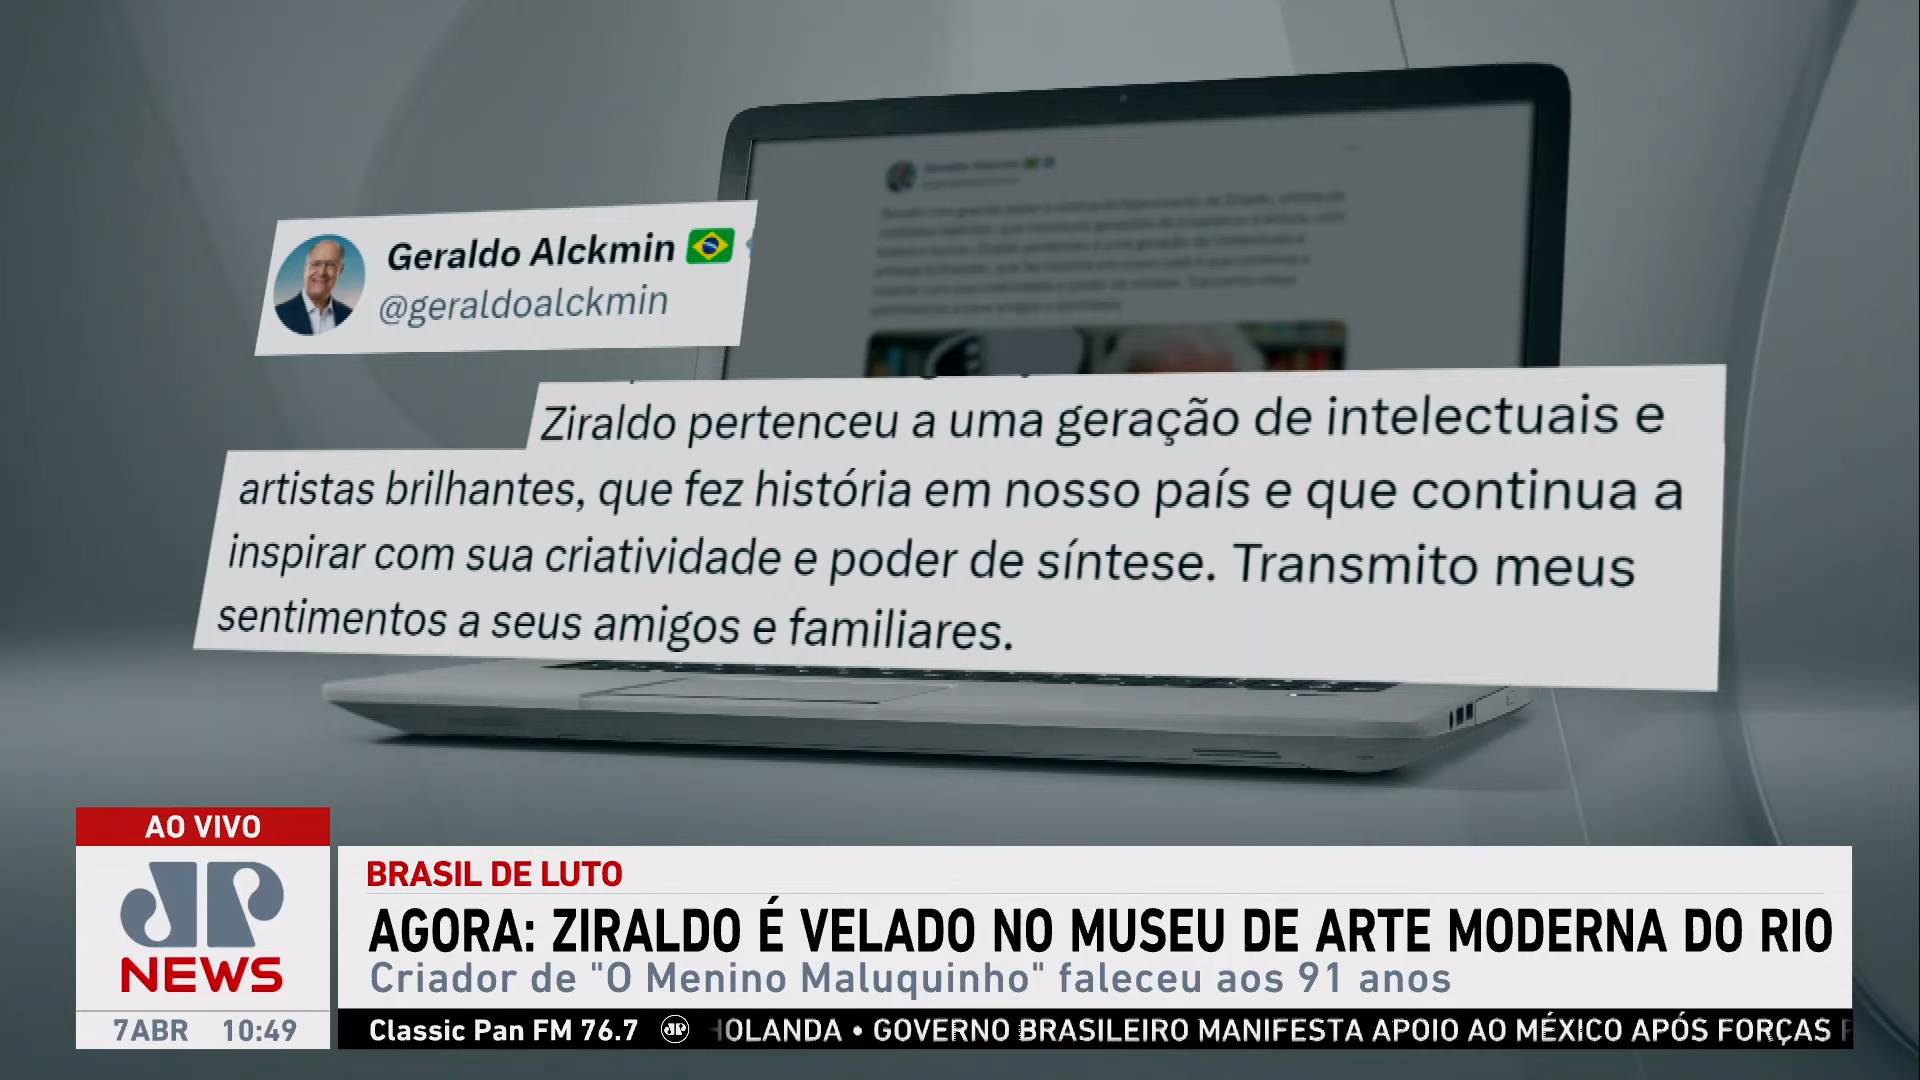 Geraldo Alckmin
@geraldoalckmin
Ziraldo pertenceu a uma geração de intelectuais e
artistas brilhantes, que fez história em nosso país e que continua a
inspirar com sua criatividade e poder de síntese. Transmito meus
sentimentos a seus amigos e familiares.
AO VIVO
JP
NEWS
7ABR 10:49
BRASIL DE LUTO
AGORA: ZIRALDO É VELADO NO MUSEU DE ARTE MODERNA DO RIO
Criador de "O Menino Maluquinho" faleceu aos 91 anos
Classic Pan FM 76.7 JP HOLANDA • GOVERNO BRASILEIRO MANIFESTA APOIO AO MÉXICO APÓS FORÇAS